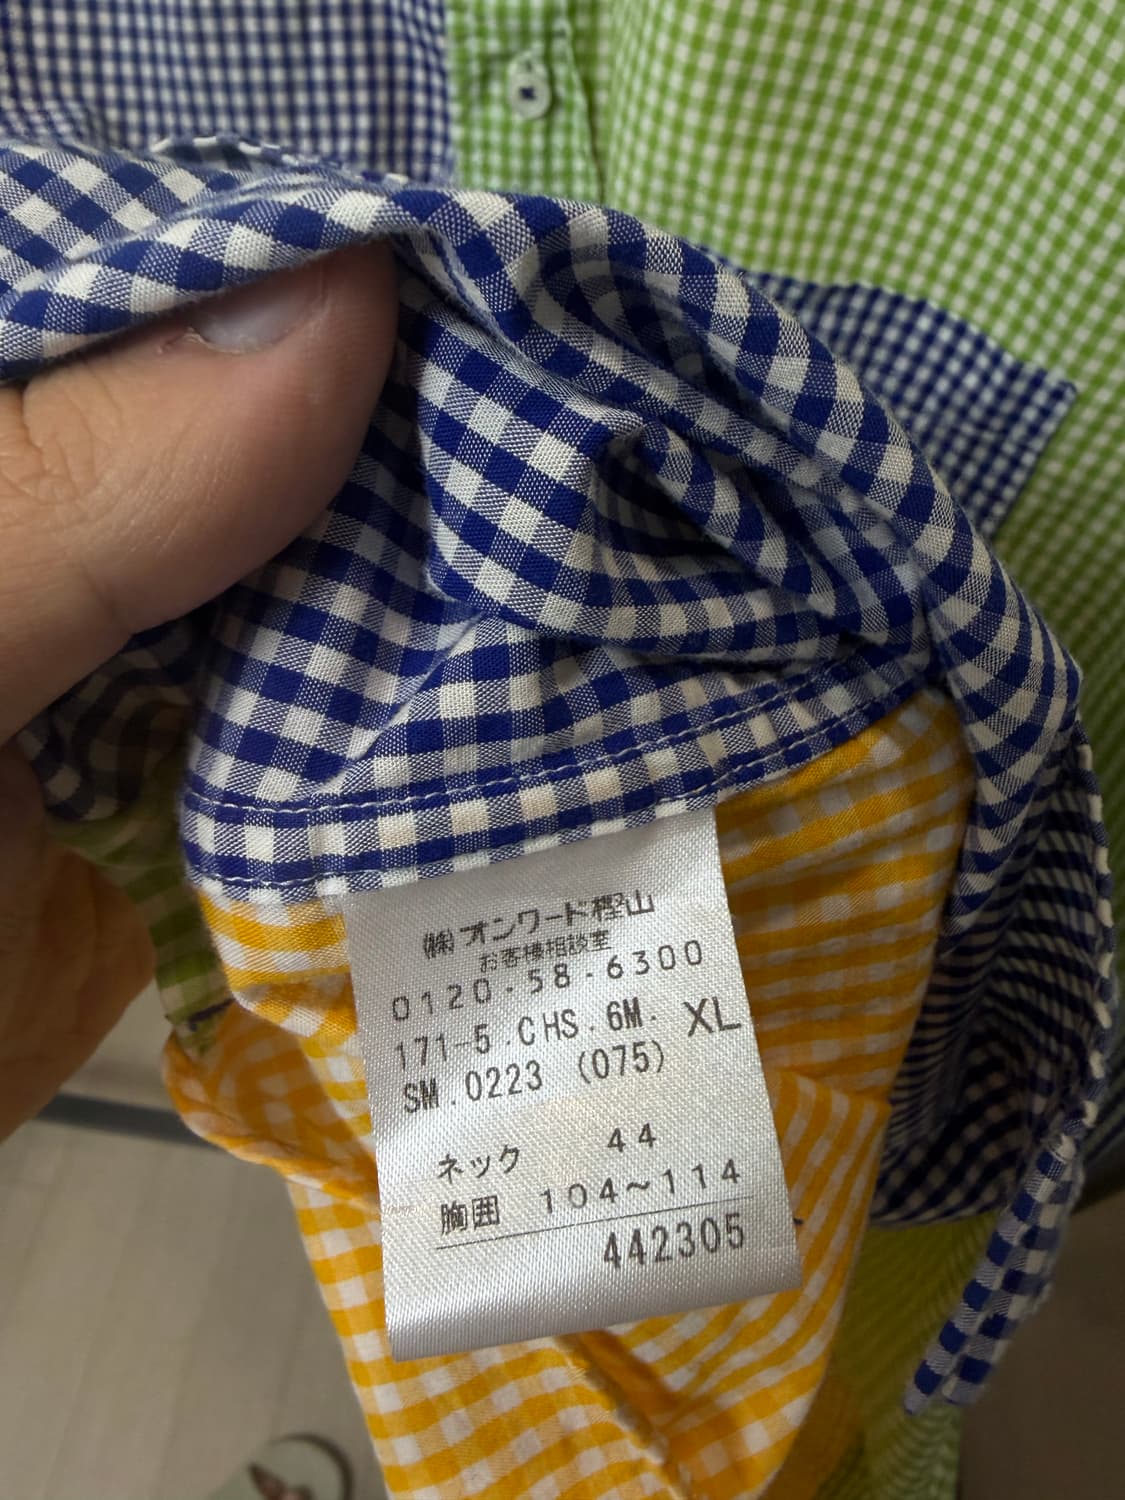 ㈱オンワード樫山
お客様相談室
0120-58-6300
171-5.CHS.6M. XL
SM.0223 (075)
ネック 44
胸囲 104~114
442305